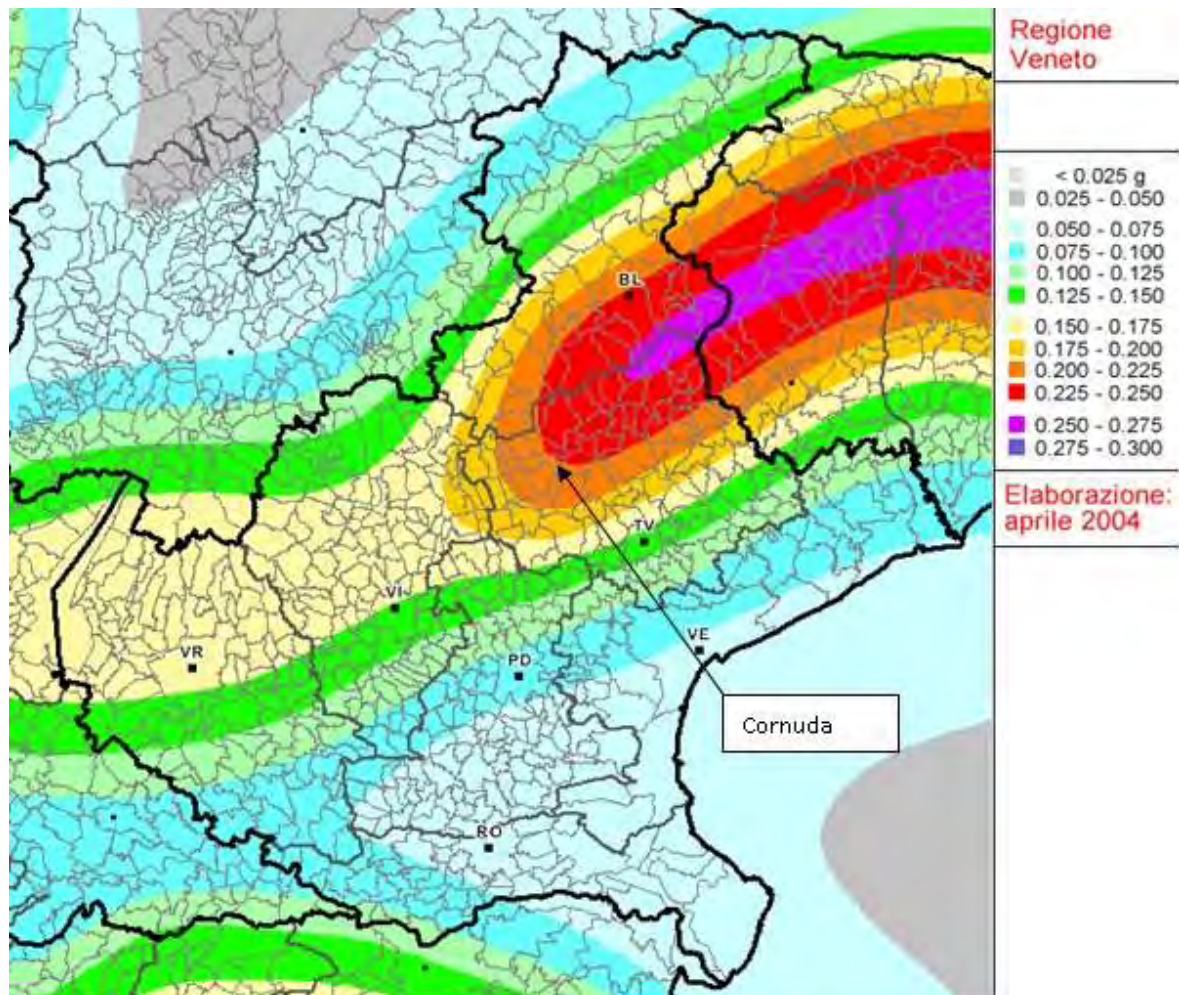 Regione
Veneto
< 0.025 g
0.025 - 0.050
0.050 - 0.075
0.075 - 0.100
0.100 - 0.125
0.125 - 0.150
0.150 - 0.175
0.175 - 0.200
0.200 - 0.225
0.225 - 0.250
0.250 - 0.275
0.275 - 0.300
Elaborazione:
aprile 2004
BL
TV
VI
VE
VR
PD
Cornuda
RO